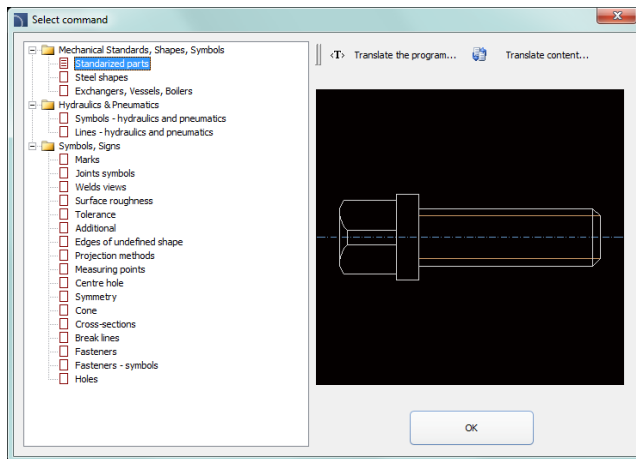 Select command
Mechanical Standards, Shapes, Symbols
Standarized parts
Steel shapes
Exchangers, Vessels, Boilers
Hydraulics & Pneumatics
Symbols - hydraulics and pneumatics
Lines - hydraulics and pneumatics
Symbols, Signs
Marks
Joints symbols
Welds views
Surface roughness
Tolerance
Additional
Edges of undefined shape
Projection methods
Measuring points
Centre hole
Symmetry
Cone
Cross-sections
Break lines
Fasteners
Fasteners - symbols
Holes
<T> Translate the program... Translate content...
OK